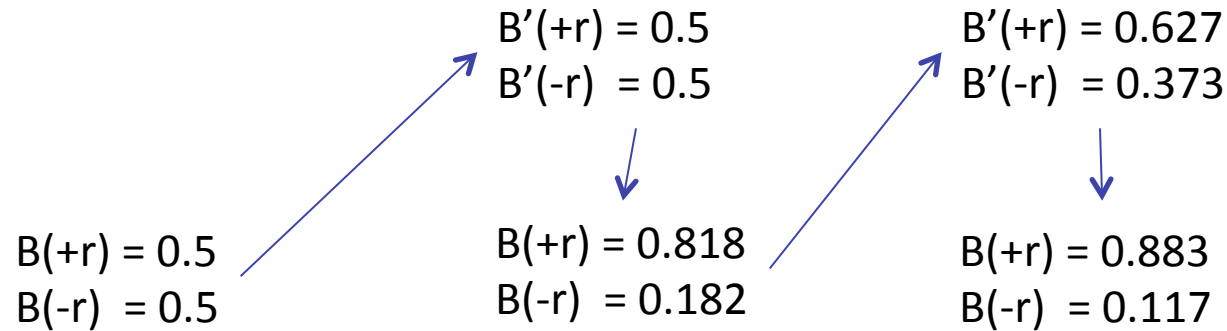 B’(+r) = 0.5
B’(-r) = 0.5
B’(+r) = 0.627
B’(-r) = 0.373
B(+r) = 0.5
B(-r) = 0.5
B(+r) = 0.818
B(-r) = 0.182
B(+r) = 0.883
B(-r) = 0.117